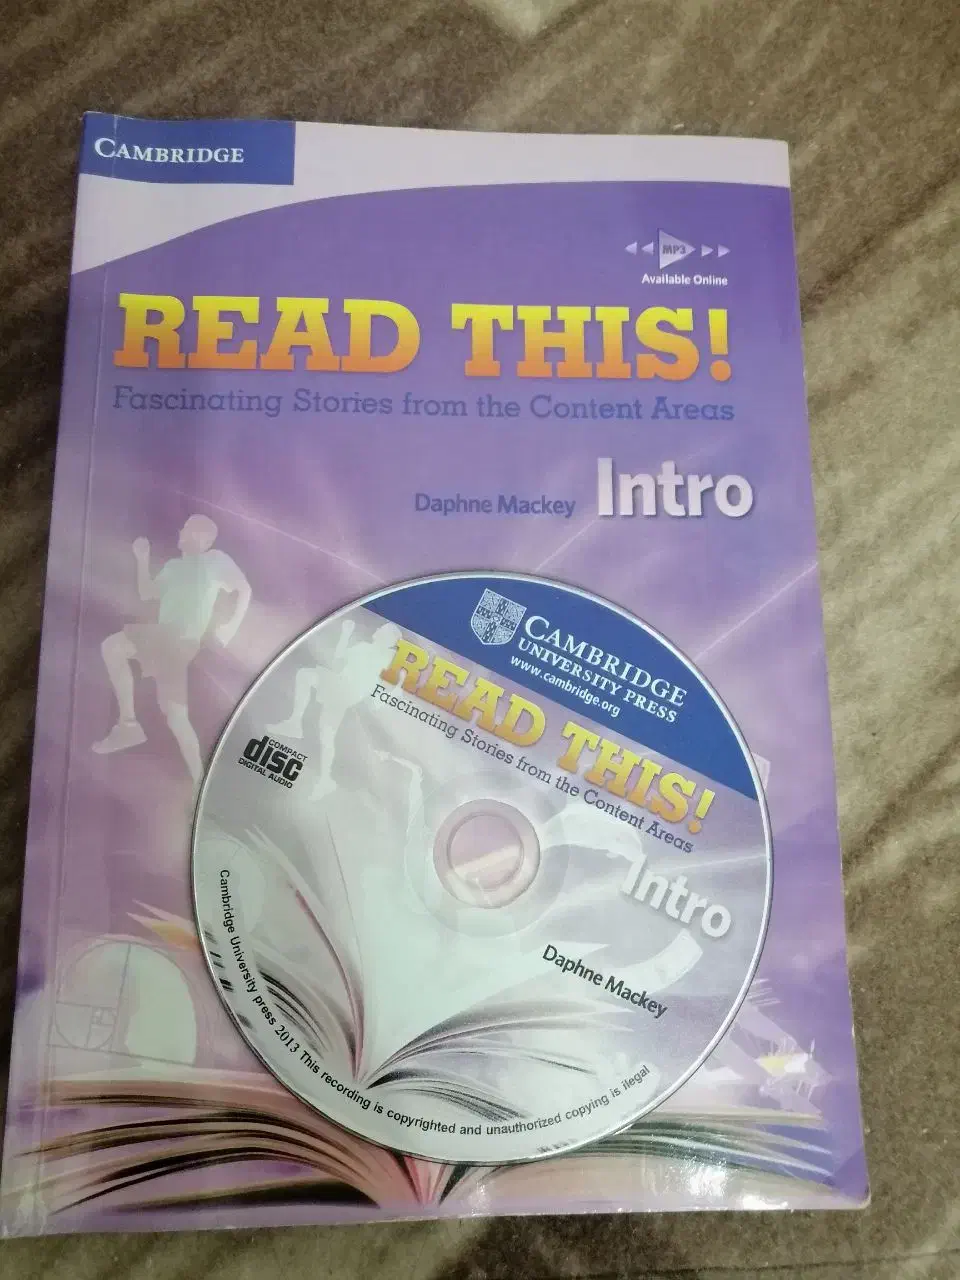 CAMBRIDGE
MP3
Available Online
READ THIS!
Fascinating Stories from the Content Areas
Daphne Mackey
Intro
CAMBRIDGE
UNIVERSITY PRESS
www.cambridge.org
READ THIS!
Fascinating Stories from the Content Areas
Intro
COMPACT
disc
DIGITAL AUDIO
Daphne Mackey
Cambridge University press 2013 This recording is copyrighted and unauthorized copying is ilegal